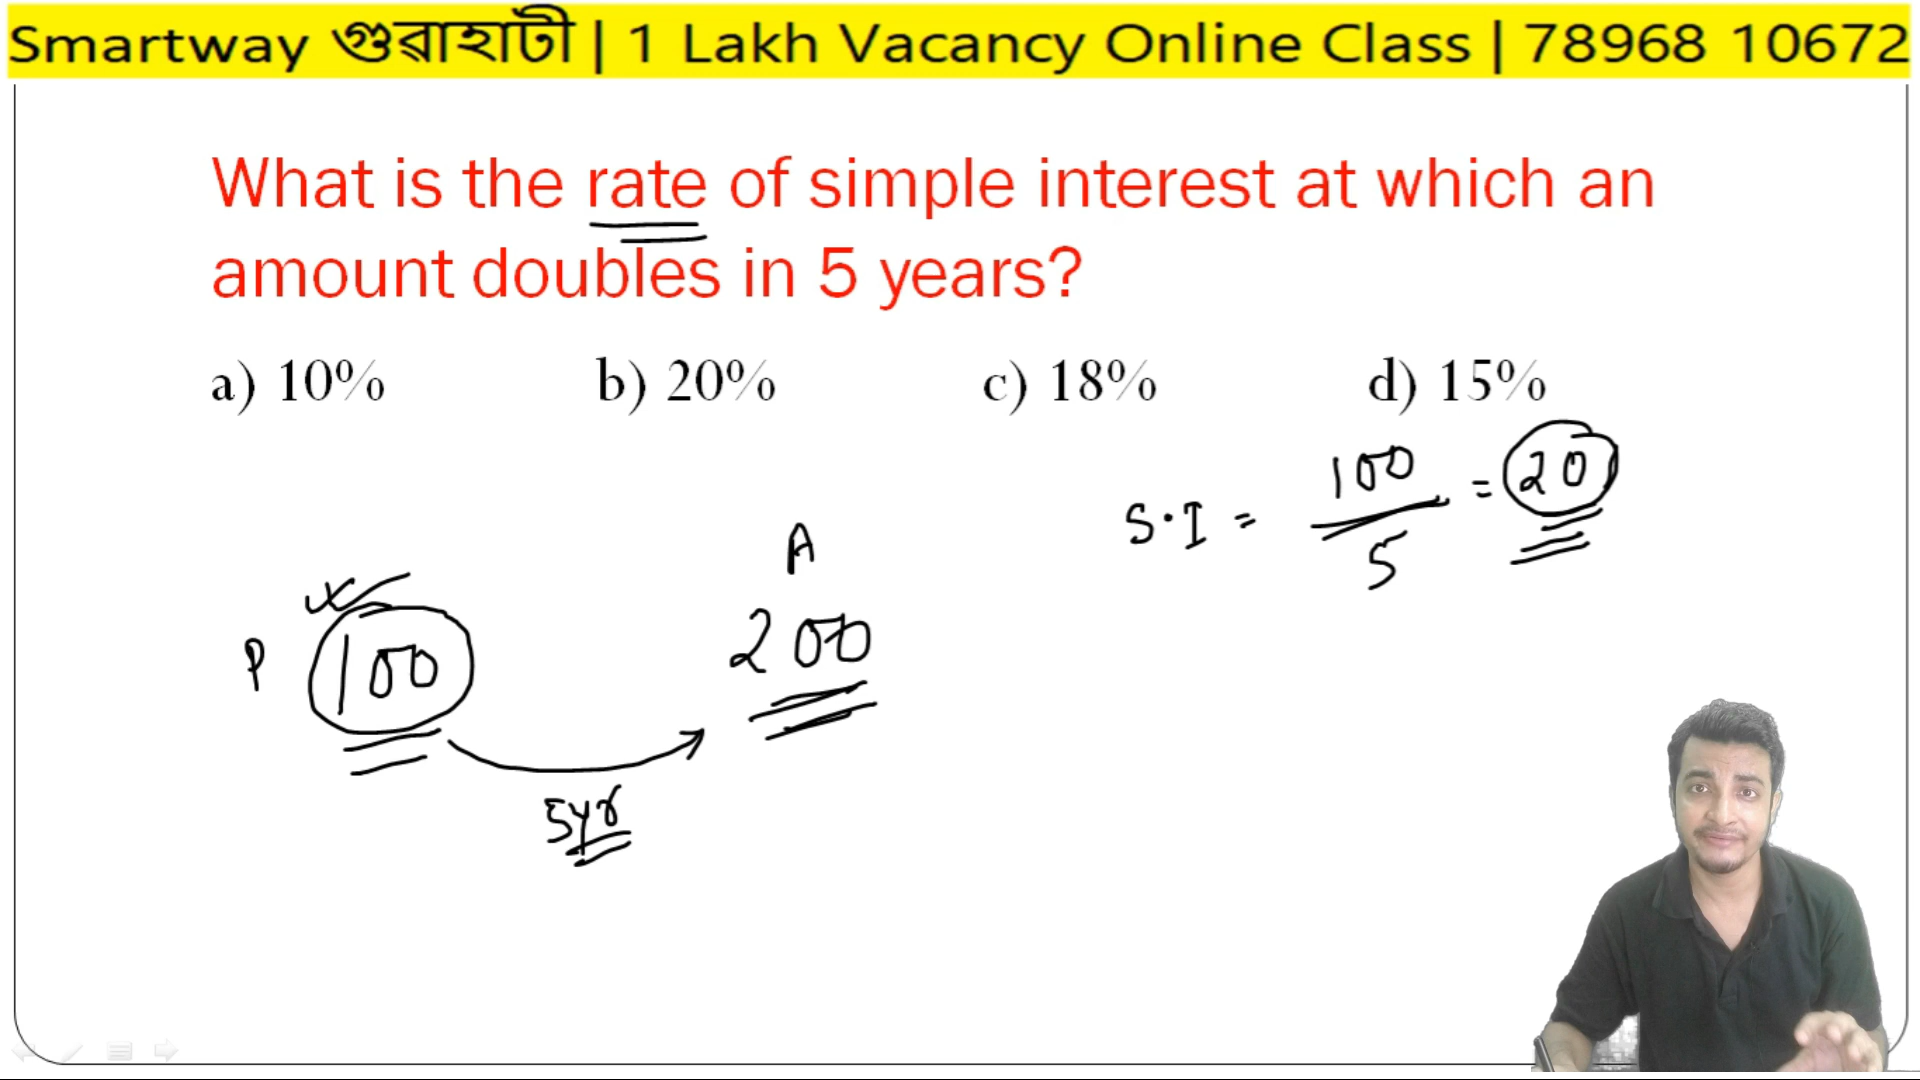 Smartway গুৱাহাটী | 1 Lakh Vacancy Online Class | 78968 10672
What is the rate of simple interest at which an
amount doubles in 5 years?
a) 10% b) 20% c) 18% d) 15%
S.I = 100/5 = 20
A
P 100 200
5yr